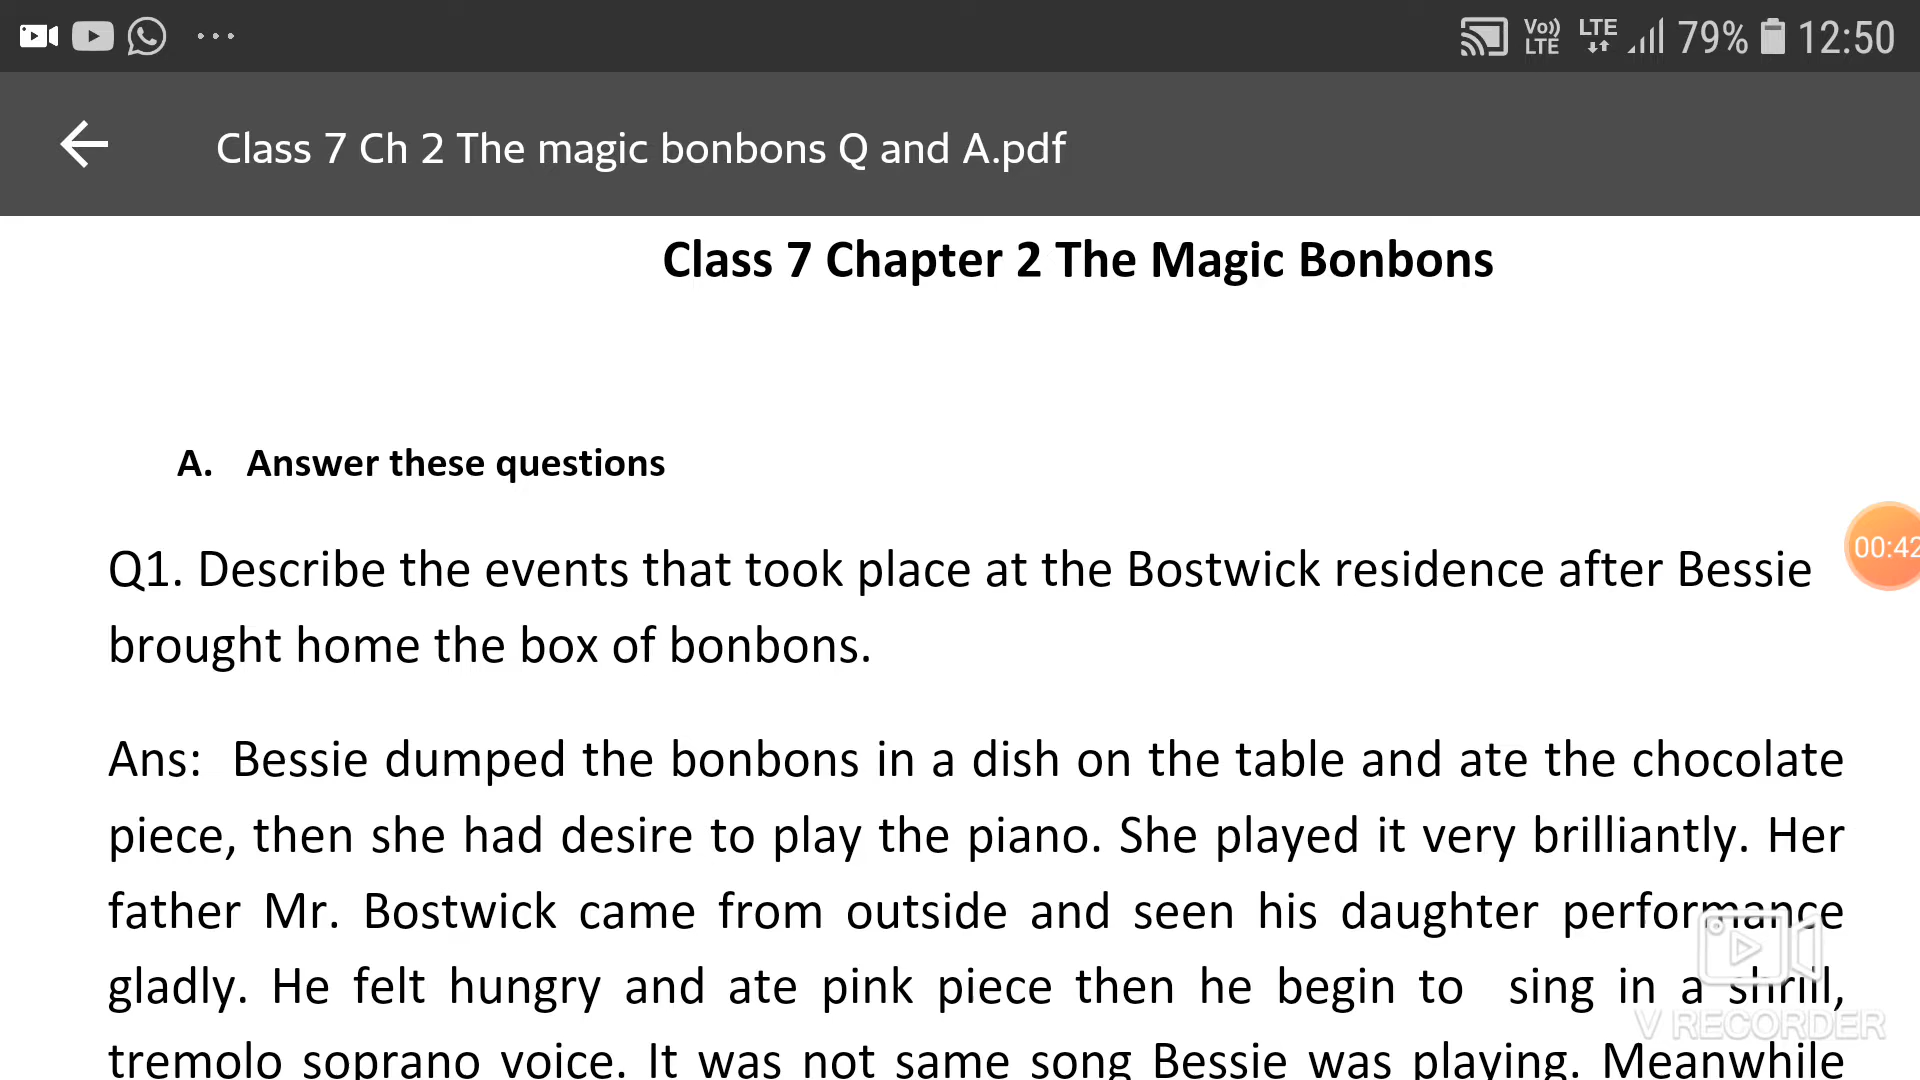 Vo)) LTE LTE 79% 12:50
Class 7 Ch 2 The magic bonbons Q and A.pdf
Class 7 Chapter 2 The Magic Bonbons
A. Answer these questions
00:42
Q1. Describe the events that took place at the Bostwick residence after Bessie
brought home the box of bonbons.
Ans: Bessie dumped the bonbons in a dish on the table and ate the chocolate
piece, then she had desire to play the piano. She played it very brilliantly. Her
father Mr. Bostwick came from outside and seen his daughter performance
gladly. He felt hungry and ate pink piece then he begin to sing in a shrill,
V RECORDER
tremolo soprano voice. It was not same song Bessie was playing. Meanwhile